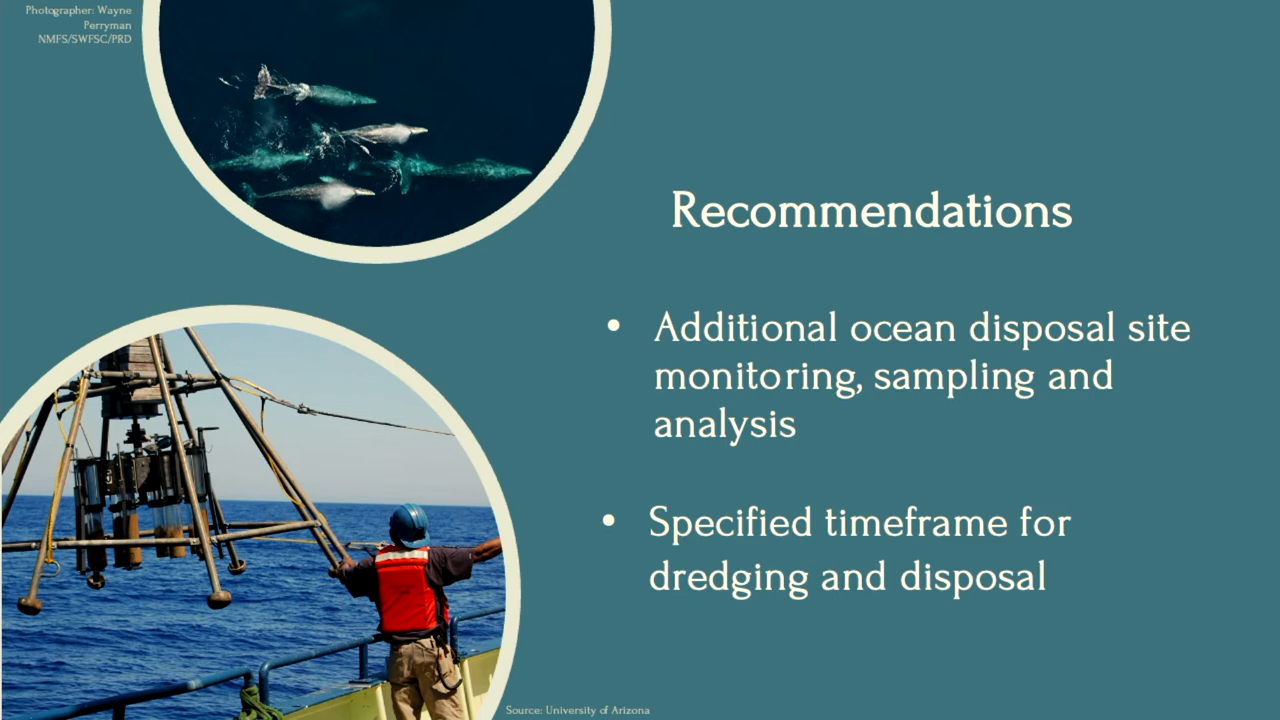 Photographer: Wayne
Perryman
NMFS/SWFSC/PRD
Recommendations
• Additional ocean disposal site
monitoring, sampling and
analysis
• Specified timeframe for
dredging and disposal
Source: University of Arizona